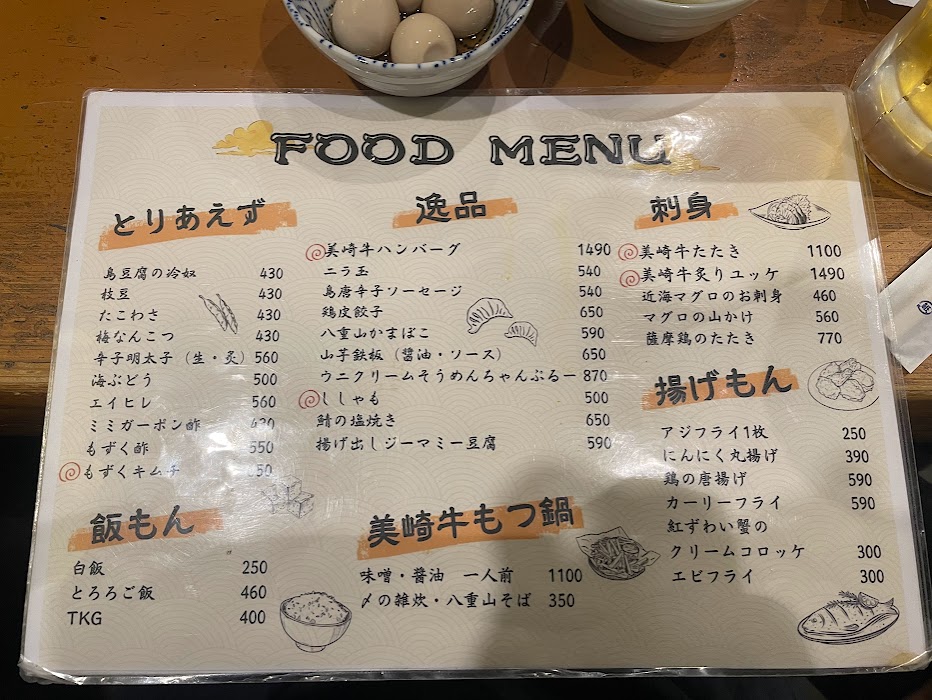 FOOD MENU
とりあえず
島豆腐の冷奴 430
枝豆 430
たこわさ 430
梅なんこつ 430
辛子明太子(生・炙) 560
海ぶどう 500
エイヒレ 560
ミミガーポン酢 430
もずく酢 550
もずくキムチ
飯もん
白飯 250
とろろご飯 460
TKG 400
逸品
美崎牛ハンバーグ 1490
ニラ玉 540
島唐辛子ソーセージ 540
鶏皮餃子 650
八重山かまぼこ 590
山芋鉄板(醤油・ソース) 650
ウニクリームそうめんちゃんぷるー 870
ししゃも 500
鯖の塩焼き 650
揚げ出しジーマミー豆腐 590
美崎牛もつ鍋
味噌・醤油 一人前 1100
〆の雑炊・八重山そば 350
刺身
美崎牛たたき 1100
美崎牛炙りユッケ 1490
近海マグロのお刺身 460
マグロの山かけ 560
薩摩鶏のたたき 770
揚げもん
アジフライ1枚 250
にんにく丸揚げ 390
鶏の唐揚げ 590
カーリーフライ 590
紅ずわい蟹の
クリームコロッケ 300
エビフライ 300